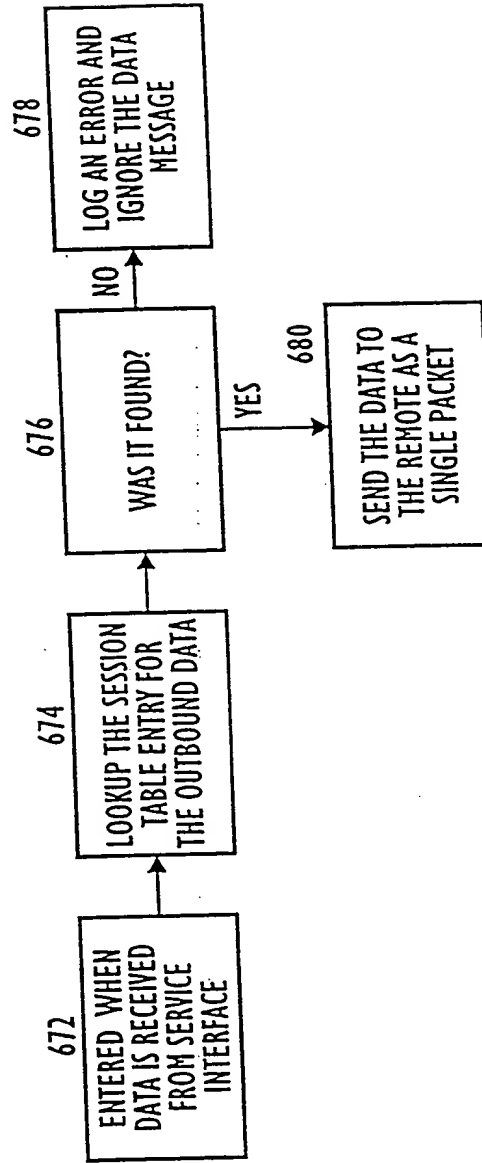 672
ENTERED WHEN
DATA IS RECEIVED
FROM SERVICE
INTERFACE
674
LOOKUP THE SESSION
TABLE ENTRY FOR
THE OUTBOUND DATA
676
WAS IT FOUND?
NO
678
LOG AN ERROR AND
IGNORE THE DATA
MESSAGE
YES
680
SEND THE DATA TO
THE REMOTE AS A
SINGLE PACKET